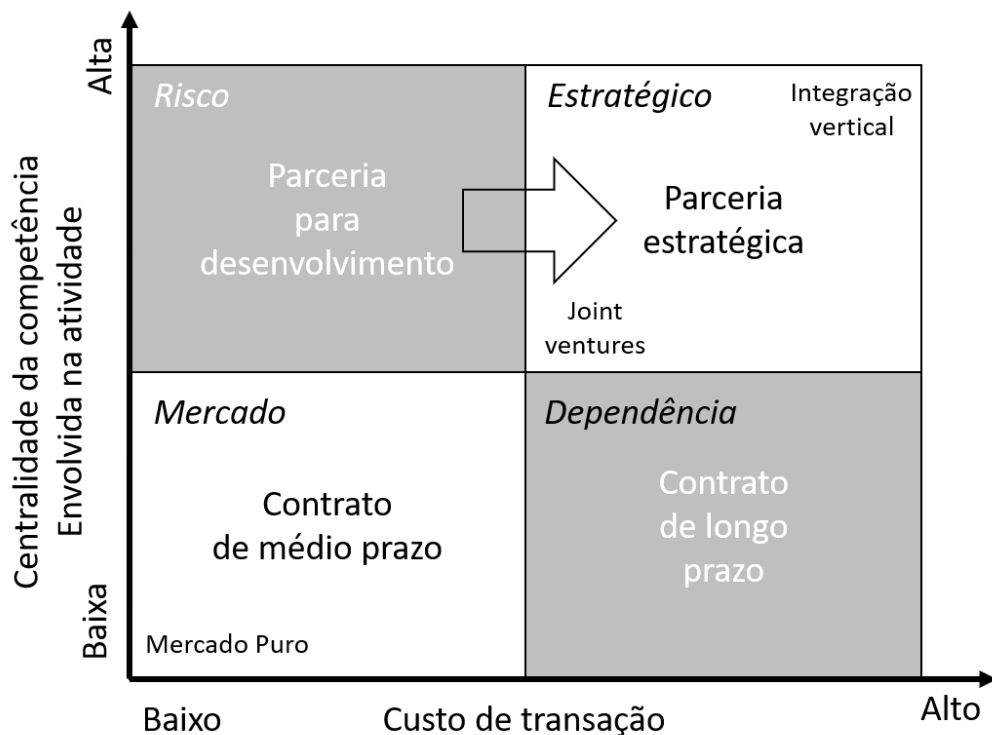 Alta
Centralidade da competência
Envolvida na atividade
Baixa
Risco
Parceria
para
desenvolvimento
Estratégico
Integração
vertical
Parceria
estratégica
Joint
ventures
Mercado
Contrato
de médio prazo
Mercado Puro
Dependência
Contrato
de longo
prazo
Baixo
Custo de transação
Alto